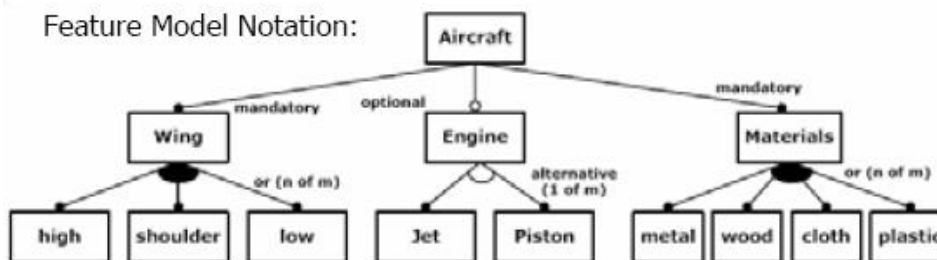 Feature Model Notation:
Aircraft
mandatory
optional
mandatory
Wing
Engine
Materials
or (n of m)
alternative
(1 of m)
or (n of m)
high
shoulder
low
Jet
Piston
metal
wood
cloth
plastic